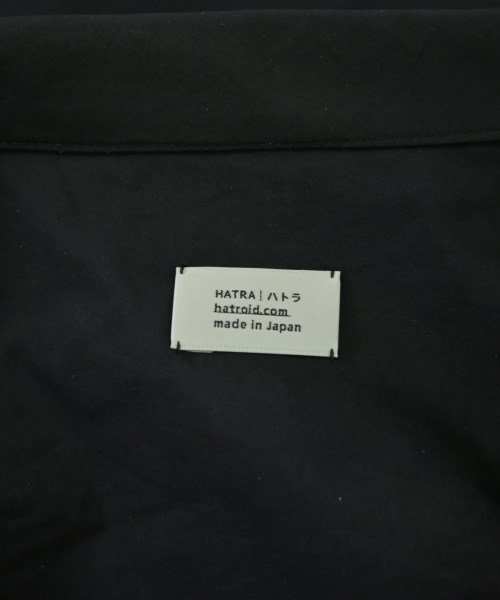 HATRA | ハトラ
hatroid.com
made in Japan